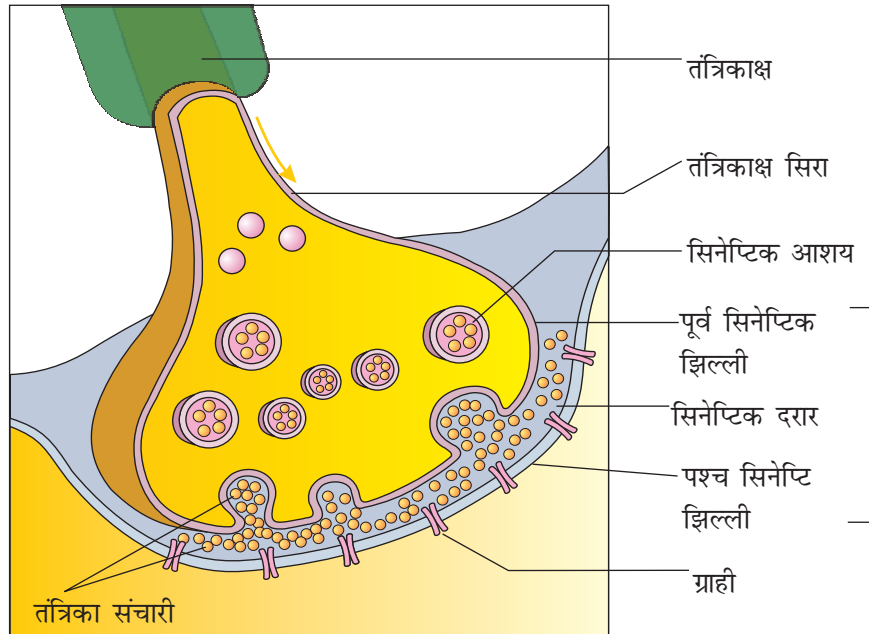 तंत्रिकाक्ष
तंत्रिकाक्ष सिरा
सिनेप्टिक आशय
पूर्व सिनेप्टिक
झिल्ली
सिनेप्टिक दरार
पश्च सिनेप्टि
झिल्ली
ग्राही
तंत्रिका संचारी